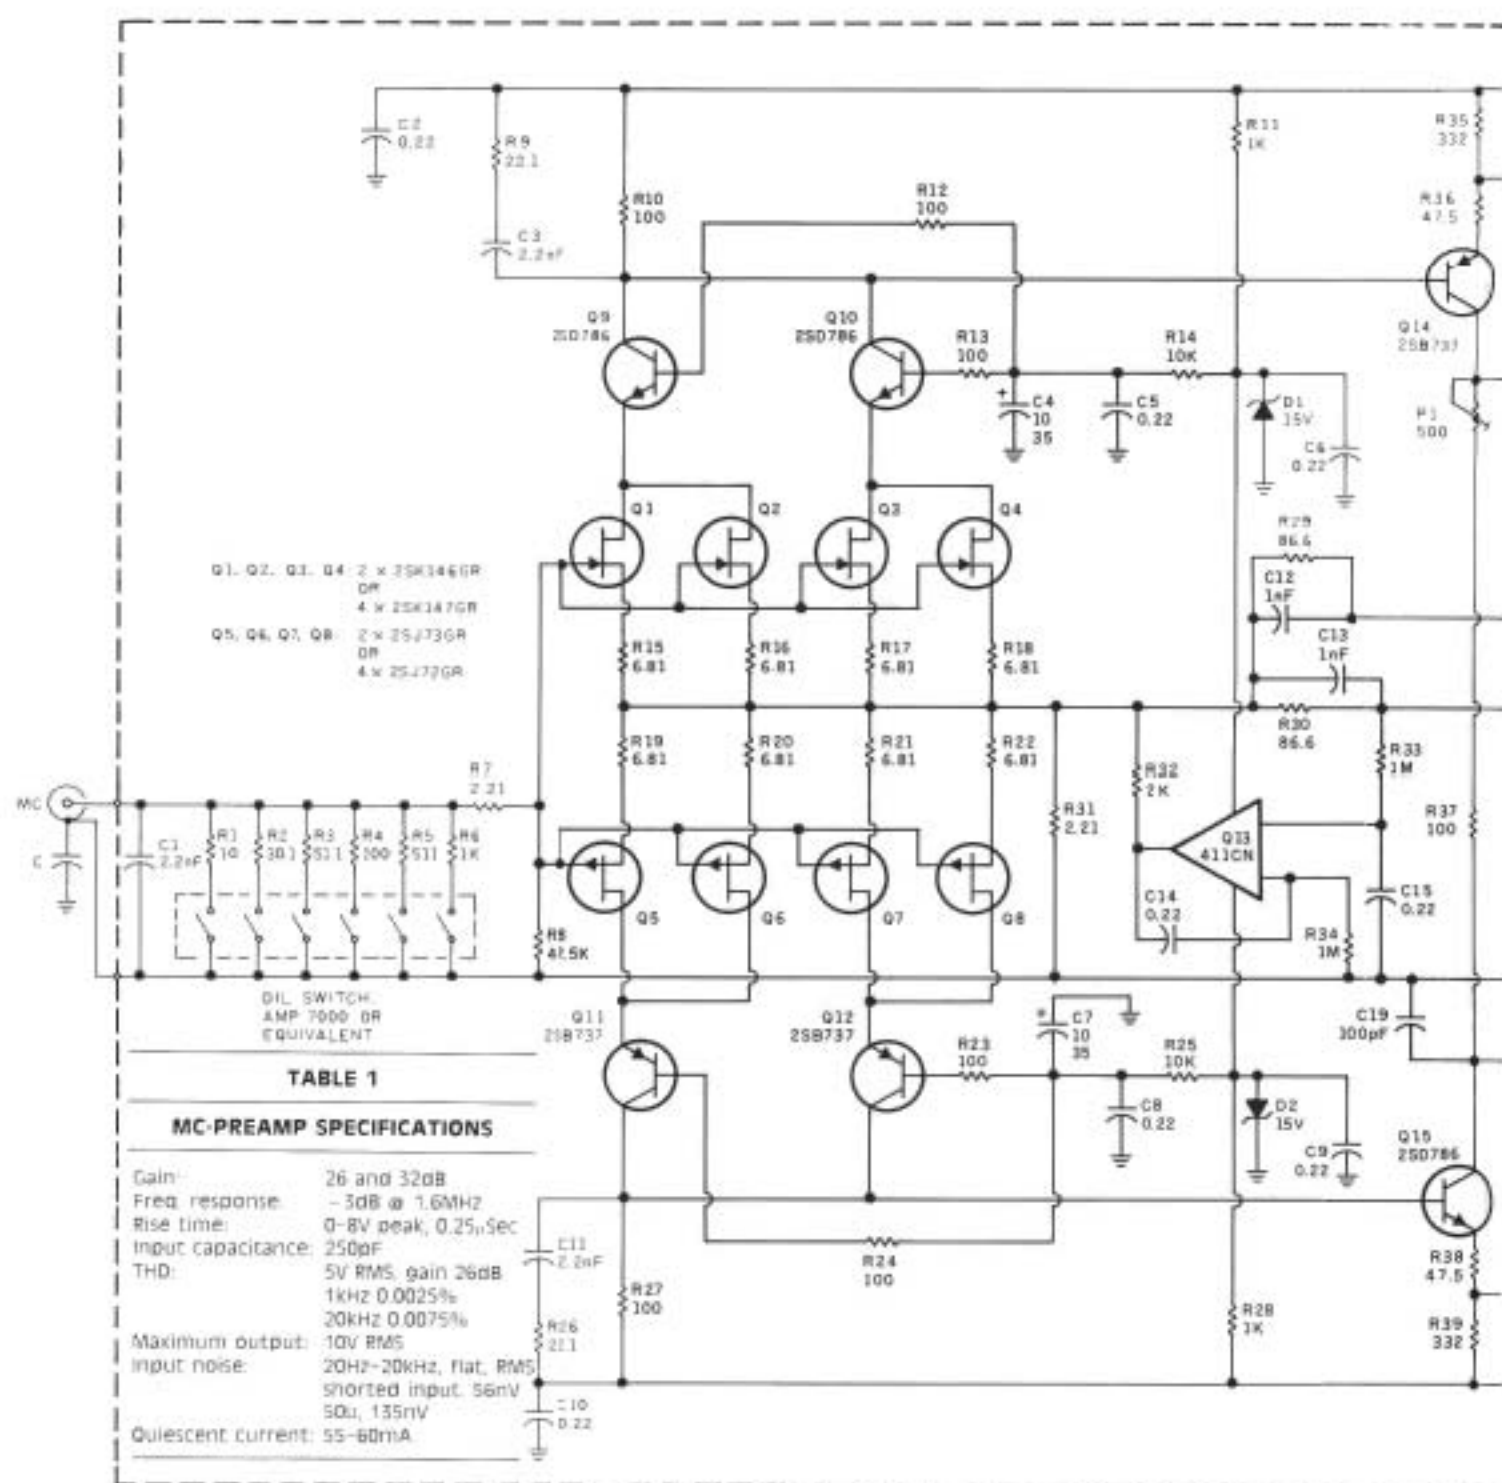 C2
0.22
R9
22.1
C3
2.2nF
R10
100
R12
100
R11
1K
R35
332
R36
47.5
Q9
2SD786
Q10
2SD786
R13
100
R14
10K
Q14
2SB737
+
C4
10
35
C5
0.22
D1
15V
C6
0.22
P1
500
Q1
Q2
Q3
Q4
Q1, Q2, Q3, Q4 2 x 2SK146GR
OR
4 x 2SK147GR
Q5, Q6, Q7, Q8 2 x 2SJ73GR
OR
4 x 2SJ72GR
R29
86.6
C12
1nF
C13
1nF
R15
6.81
R16
6.81
R17
6.81
R18
6.81
R30
86.6
R19
6.81
R20
6.81
R21
6.81
R22
6.81
R33
1M
R32
2K
R31
2.21
R37
100
MC
R7
2.21
C
C1
2.2nF
R1
10
R2
30.1
R3
51.1
R4
100
R5
511
R6
1K
Q13
411CN
Q5
Q6
Q7
Q8
C14
0.22
C15
0.22
R34
1M
R8
47.5K
DIL SWITCH.
AMP 7000 OR
EQUIVALENT
Q11
2SB737
Q12
2SB737
C7
10
35
C19
100pF
R23
100
R25
10K
C8
0.22
D2
15V
C9
0.22
Q15
2SD786
R24
100
R38
47.5
R39
332
C11
2.2nF
R27
100
R28
1K
R26
22.1
C10
0.22
TABLE 1
MC-PREAMP SPECIFICATIONS
Gain: 26 and 32dB
Freq. response: -3dB @ 1.6MHz
Rise time: 0-8V peak, 0.25μSec
Input capacitance: 250pF
THD: 5V RMS, gain 26dB
1kHz 0.0025%
20kHz 0.0075%
Maximum output: 10V RMS
Input noise: 20Hz-20kHz, flat, RMS
shorted input, 56nV
50u, 135nV
Quiescent current: 55-60mA